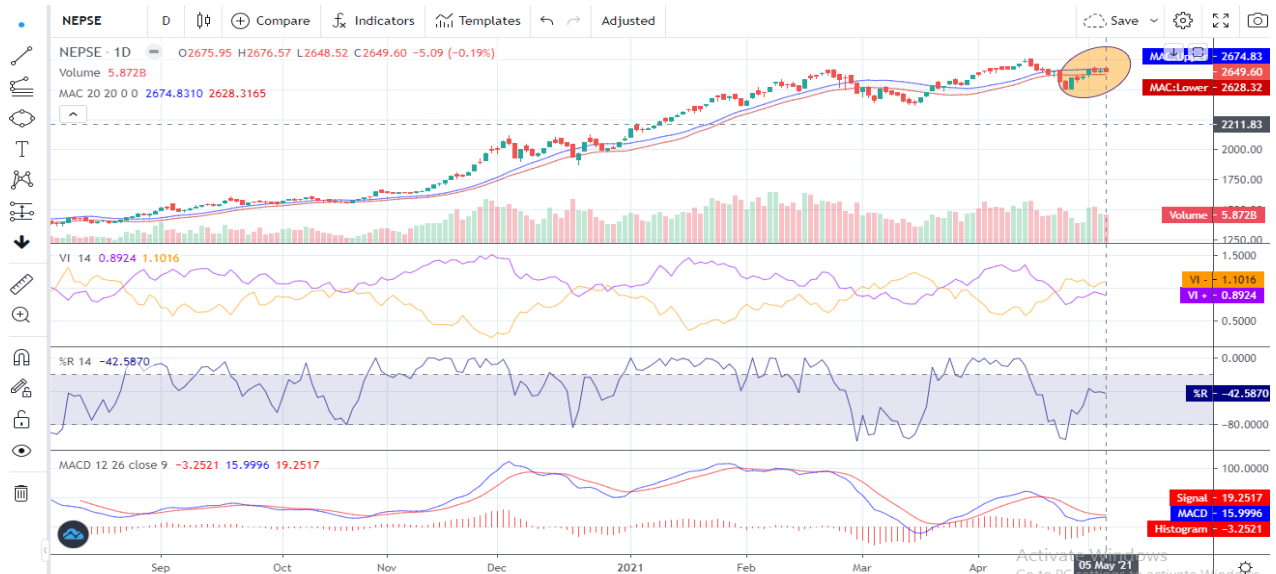 NEPSE D Compare Indicators Templates Adjusted Save
NEPSE · 1D O2675.95 H2676.57 L2648.52 C2649.60 −5.09 (−0.19%)
Volume 5.872B
MAC 20 20 0 0 2674.8310 2628.3165
2674.83
2649.60
MAC:Lower 2628.32
2211.83
2000.00
1750.00
Volume 5.872B
1250.00
VI 14 0.8924 1.1016
1.5000
VI - 1.1016
VI + 0.8924
0.5000
%R 14 −42.5870
0.0000
%R −42.5870
−80.0000
MACD 12 26 close 9 −3.2521 15.9996 19.2517
100.0000
Signal 19.2517
MACD 15.9996
Histogram −3.2521
Activate Windows
Sep Oct Nov Dec 2021 Feb Mar Apr 05 May '21